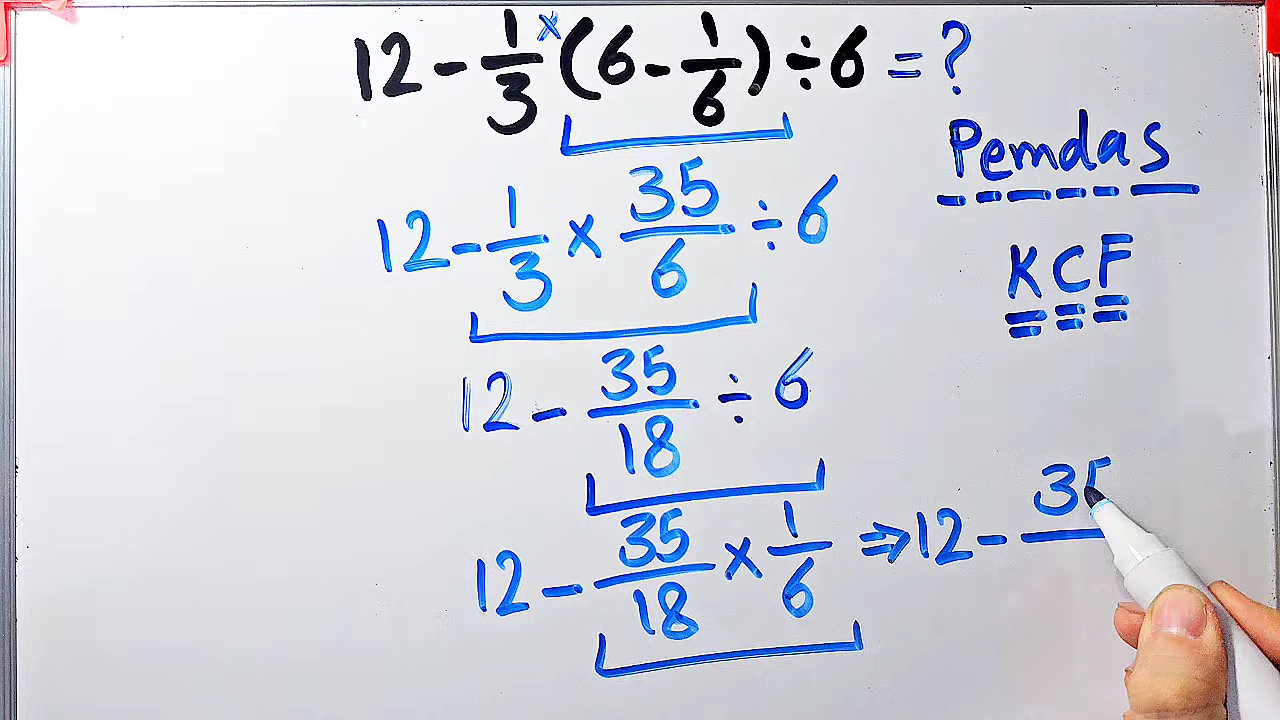 12 - 1/3 × (6 - 1/6) ÷ 6 = ?
Pemdas
12 - 1/3 × 35/6 ÷ 6
KCF
12 - 35/18 ÷ 6
12 - 35/18 × 1/6 ⇒ 12 - 35/